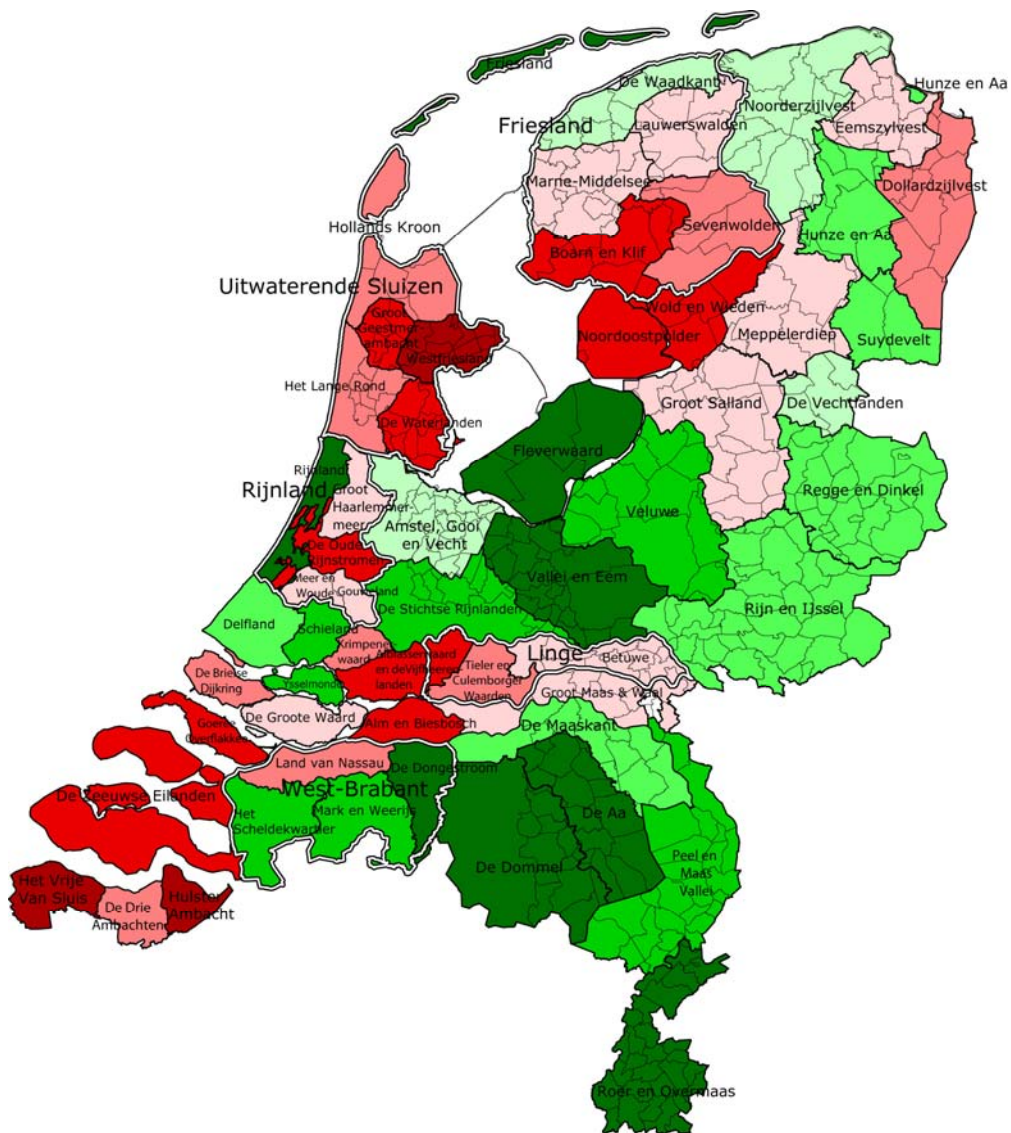 Friesland
De Waadkant
Hunze en Aa
Noorderzijlvest
Friesland
Lauwerswalden
Eemszylvest
Marne-Middelsee
Dollardzijlvest
Hollands Kroon
Sevenwolden
Hunze en Aa
Boarn en Klif
Uitwaterende Sluizen
Wold en Wieden
Groot
Geestmer-
ambacht
Noordoostpolder
Meppelerdiep
Suydevelt
Westfriesland
Het Lange Rond
Groot Salland
De Vechtlanden
De Waterlanden
Fleverwaard
Rijnland
Rijnland
Groot
Haarlemmer-
meer
Regge en Dinkel
Veluwe
Amstel, Gooi
en Vecht
De Oude
Rijnstromen
Vallei en Eem
Meer en
Woude
Gouweland
De Stichtse Rijnlanden
Rijn en IJssel
Delfland
Schieland
Krimpener-
waard
Alblasserwaard
en de Vijfheeren-
landen
Linge
Betuwe
Tieler en
Culemborger
Waarden
De Brielse
Dijkring
Ysselmonde
Groot Maas & Waal
De Groote Waard
Goeree
Overflakkee
Alm en Biesbosch
De Maaskant
Land van Nassau
De Dongestroom
West-Brabant
De Zeeuwse Eilanden
Het
Scheldekwartier
Mark en Weerijs
De Aa
De Dommel
Peel en
Maas
Vallei
Het Vrije
Van Sluis
De Drie
Ambachten
Hulster
Ambacht
Roer en Overmaas